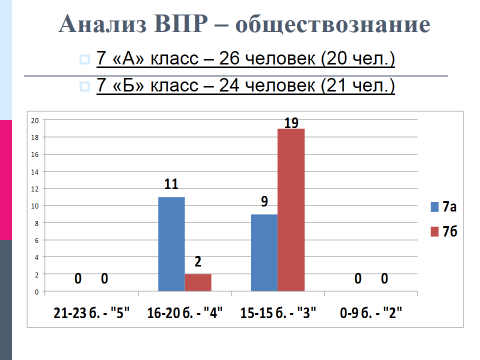 Анализ ВПР – обществознание
7 «А» класс – 26 человек (20 чел.)
7 «Б» класс – 24 человек (21 чел.)
20
18
16
14
12
10
8
6
4
2
0
0 0
11
2
9
19
0 0
21-23 б. - "5" 16-20 б. - "4" 15-15 б. - "3" 0-9 б. - "2"
7а
7б